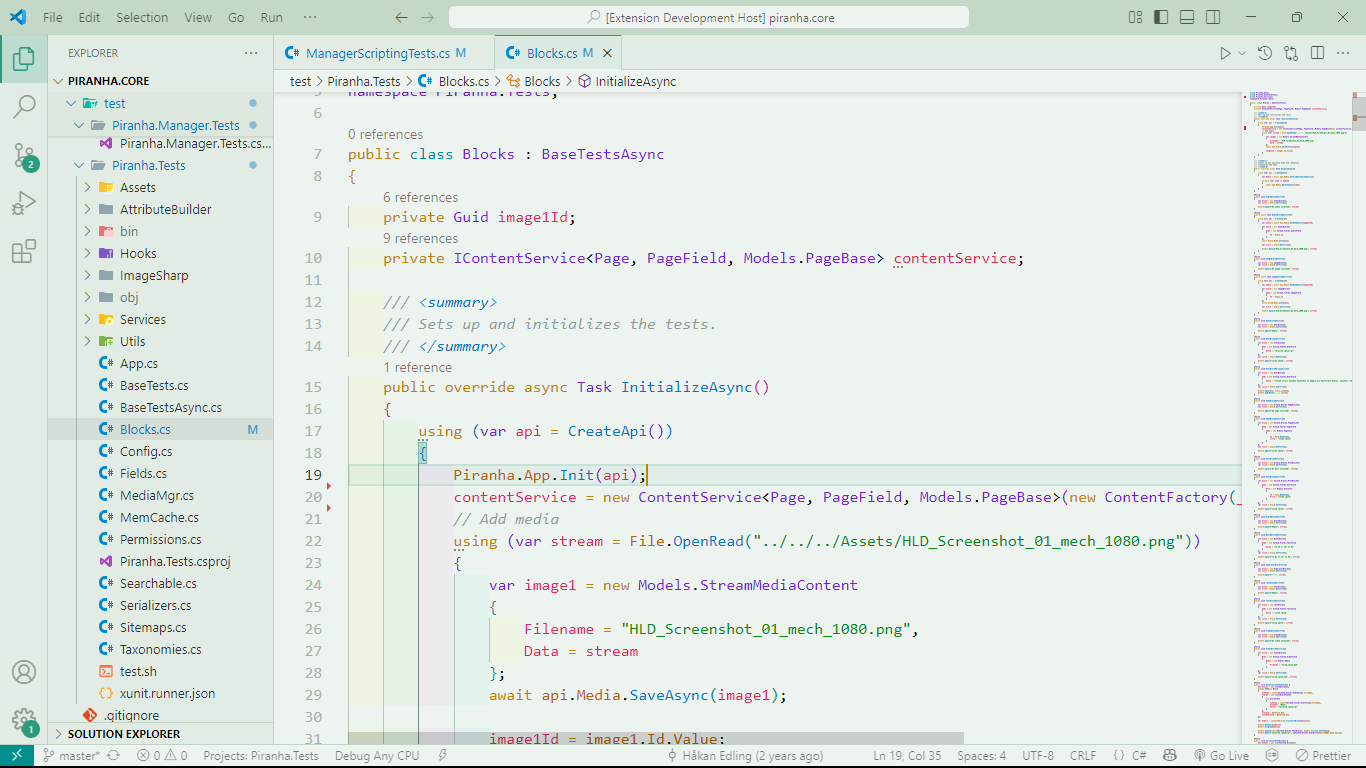 File Edit Selection View Go Run ··· [Extension Development Host] piranha.core
EXPLORER
PIRANHA.CORE
test
Piranha.Manager.Tests
Piranha.Manager.Tests.cs...
Piranha.Tests
Assets
AttributeBuilder
bin
Hooks
ImageSharp
obj
Services
Utils
App.cs
BaseTests.cs
BaseTestsAsync.cs
Blocks.cs M
Config.cs
Fields.cs
MediaMgr.cs
MemCache.cs
Permissions.cs
Piranha.Tests.csproj
Searchable.cs
Serializers.cs
Sitemaps.cs
Taxonomies.cs
test.sh
xunit.runner.json
.gitignore
SOLUTION EXPLORER
2
1
ManagerScriptingTests.cs M Blocks.cs M
test > Piranha.Tests > Blocks.cs > Blocks > InitializeAsync
5 namespace Piranha.Tests;
6
0 references
7 public class Blocks : BaseTestsAsync
8 {
6 references
9 private Guid image1Id;
9 references
10 private IContentService<Page, PageField, Models.PageBase> contentService;
11
12 /// <summary>
13 /// Sets up and initializes the tests.
14 /// </summary>
1 reference
15 public override async Task InitializeAsync()
16 {
17 using (var api = CreateApi())
18 {
19 Piranha.App.Init(api);
20 contentService = new ContentService<Page, PageField, Models.PageBase>(new ContentFactory(_
21 // Add media
22 using (var stream = File.OpenRead("../../../Assets/HLD_Screenshot_01_mech_1080.png"))
23 {
24 var image1 = new Models.StreamMediaContent
25 {
26 Filename = "HLD_Screenshot_01_mech_1080.png",
27 Data = stream
28 };
29 await api.Media.SaveAsync(image1);
30
31 image1Id = image1.Id.Value;
master* 0 0 Projects: Piranha.Tests Debug Any CPU Håkan Edling (2 years ago) Ln 19, Col 35 Spaces: 4 UTF-8 CRLF { } C# Go Live Prettier